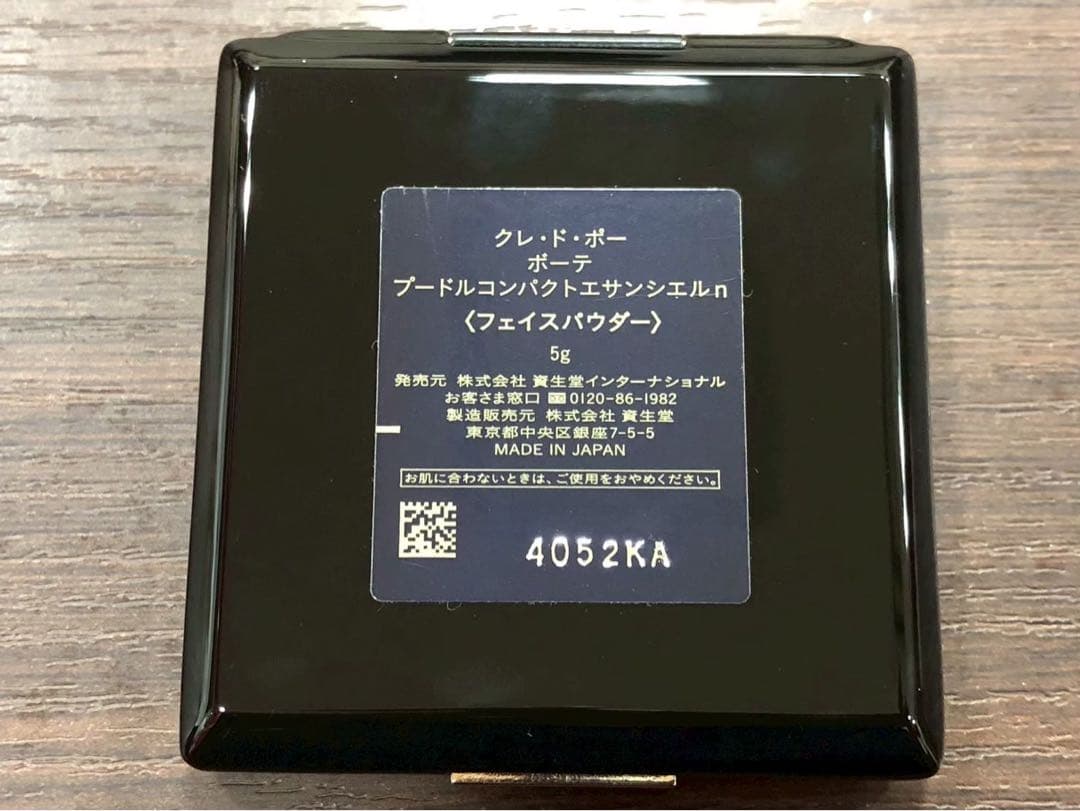 クレ・ド・ポー
ボーテ
プードルコンパクトエサンシエルn
〈フェイスパウダー〉
5g
発売元 株式会社 資生堂インターナショナル
お客さま窓口 0120-86-1982
製造販売元 株式会社 資生堂
東京都中央区銀座7-5-5
MADE IN JAPAN
お肌に合わないときは、ご使用をおやめください。
4052KA